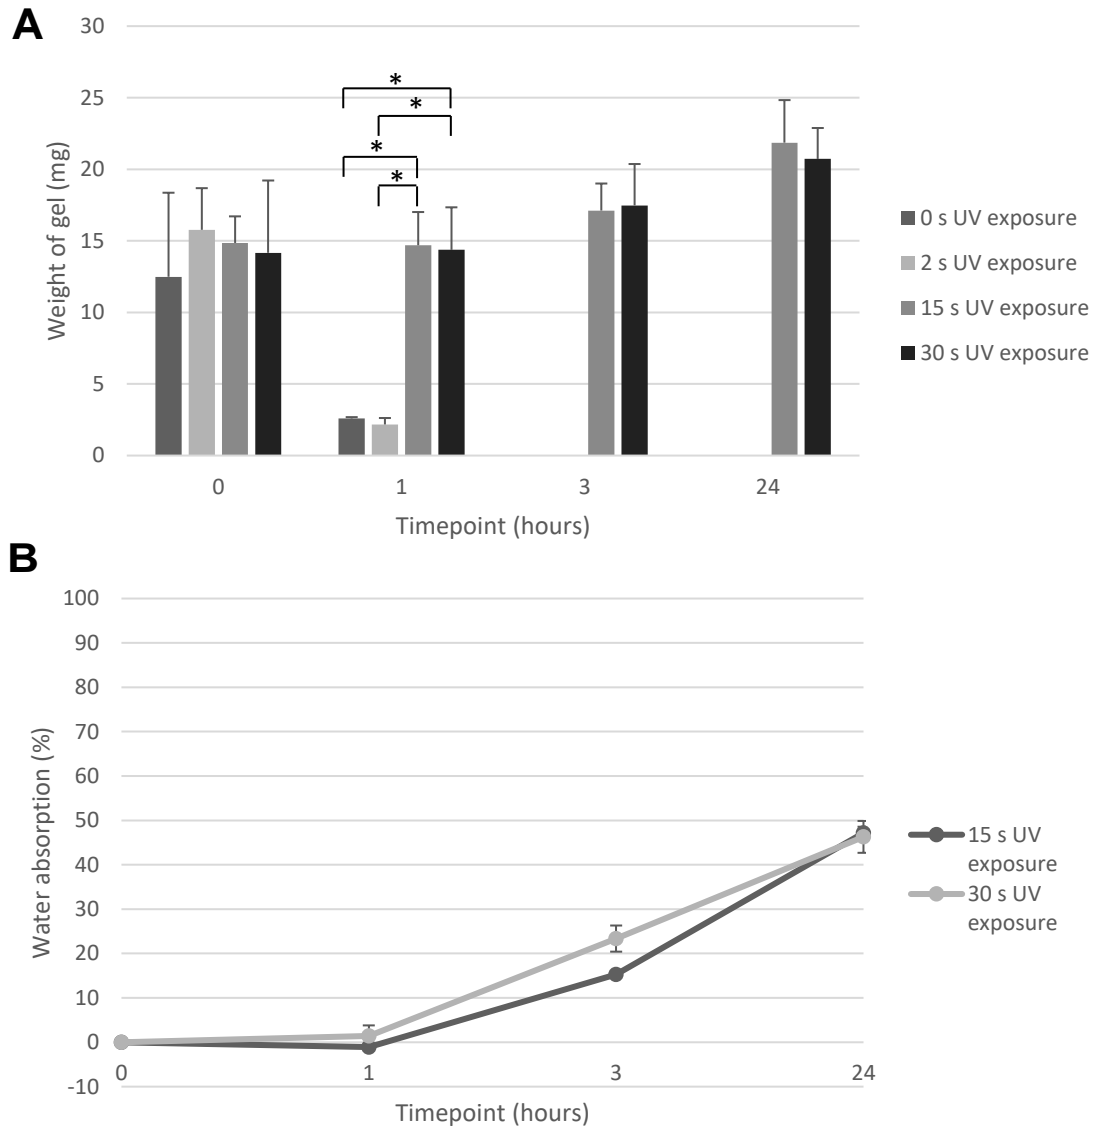 A
30
25
20
15
10
5
0
Weight of gel (mg)
*
*
*
*
0 1 3 24
Timepoint (hours)
0 s UV exposure
2 s UV exposure
15 s UV exposure
30 s UV exposure
B
100
90
80
70
60
50
40
30
20
10
0
-10
Water absorption (%)
0 1 3 24
Timepoint (hours)
15 s UV
exposure
30 s UV
exposure